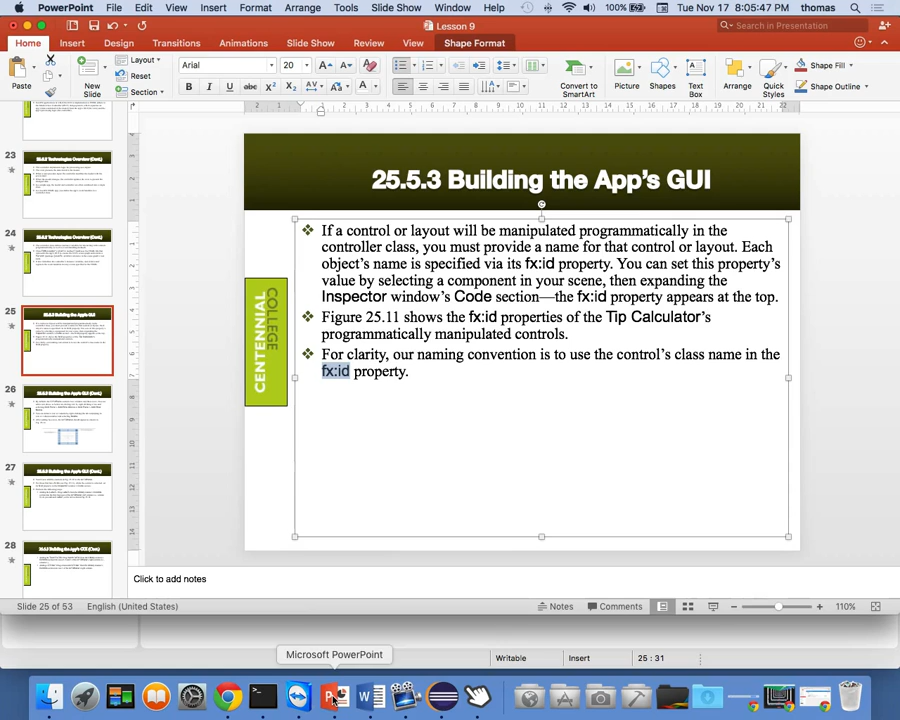 PowerPoint File Edit View Insert Format Arrange Tools Slide Show Window Help 100% Tue Nov 17 8:05:47 PM thomas
Lesson 9
Search in Presentation
Home Insert Design Transitions Animations Slide Show Review View Shape Format
Paste
New Slide
Layout
Reset
Section
Arial 20
Convert to SmartArt
Picture
Shapes
Text Box
Arrange
Quick Styles
Shape Fill
Shape Outline
23
24
25
26
27
28
25.5.3 Building the App's GUI
CENTENNIAL
COLLEGE
If a control or layout will be manipulated programmatically in the
controller class, you must provide a name for that control or layout. Each
object's name is specified via its fx:id property. You can set this property's
value by selecting a component in your scene, then expanding the
Inspector window's Code section—the fx:id property appears at the top.
Figure 25.11 shows the fx:id properties of the Tip Calculator's
programmatically manipulated controls.
For clarity, our naming convention is to use the control's class name in the
fx:id property.
Click to add notes
Slide 25 of 53 English (United States) Notes Comments 110%
Microsoft PowerPoint
Writable Insert 25 : 31